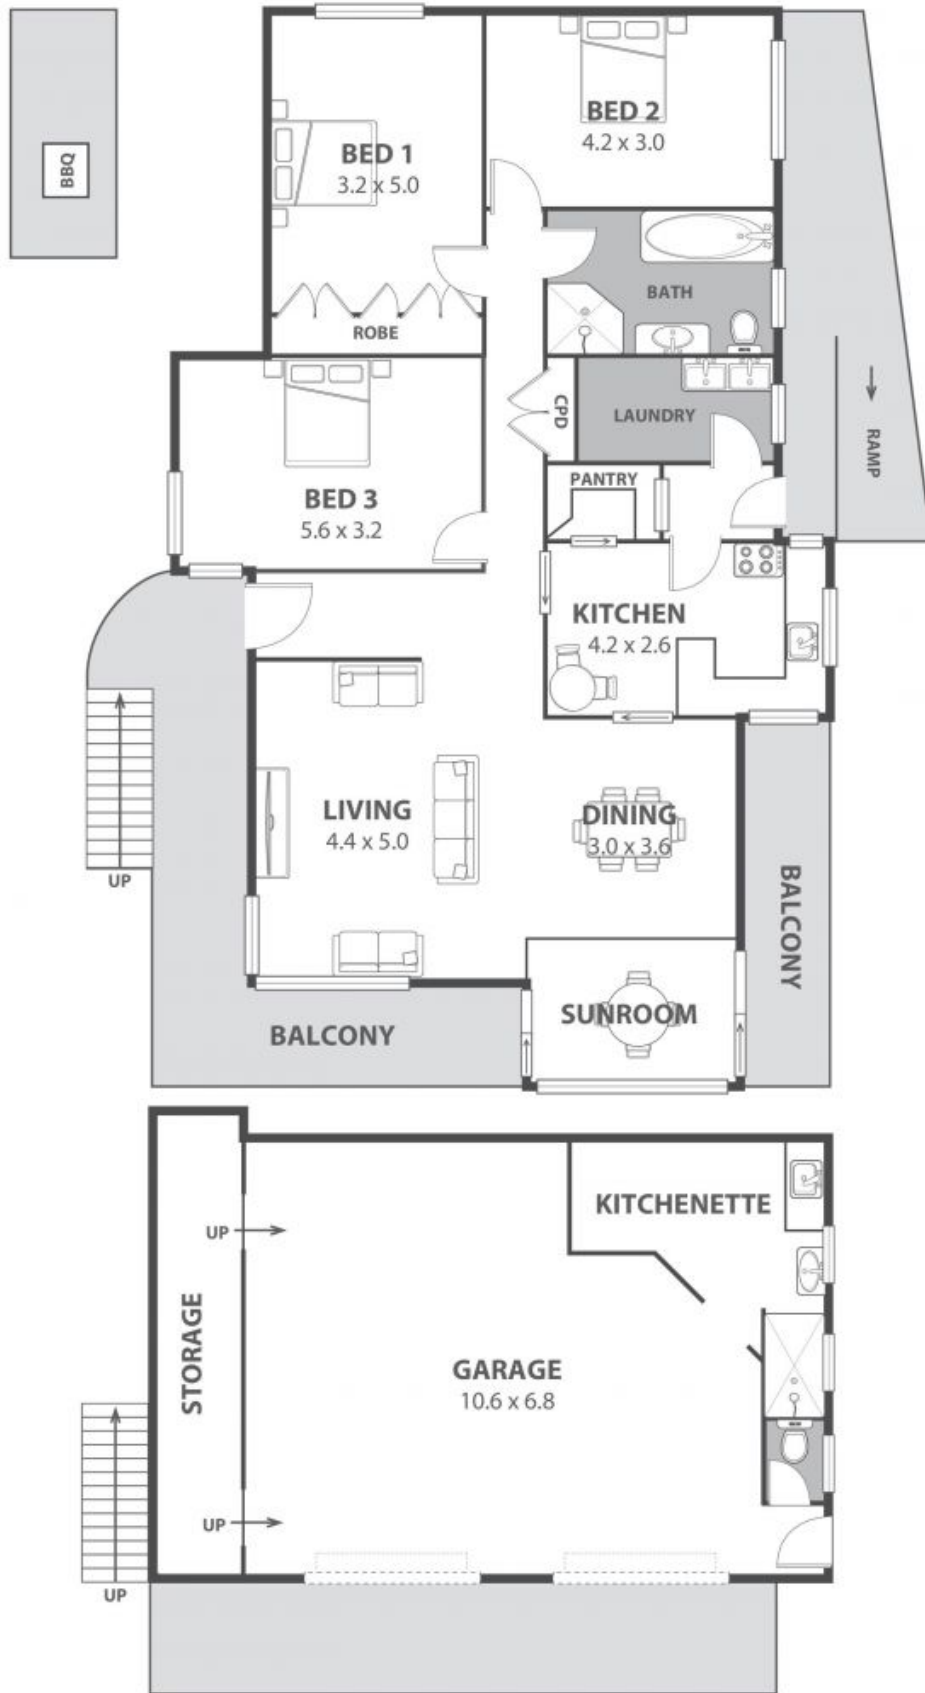 BBQ
BED 1
3.2 x 5.0
BED 2
4.2 x 3.0
BATH
ROBE
CPD
LAUNDRY
RAMP
PANTRY
BED 3
5.6 x 3.2
KITCHEN
4.2 x 2.6
LIVING
4.4 x 5.0
DINING
3.0 x 3.6
UP
BALCONY
SUNROOM
BALCONY
KITCHENETTE
UP
STORAGE
GARAGE
10.6 x 6.8
UP
UP